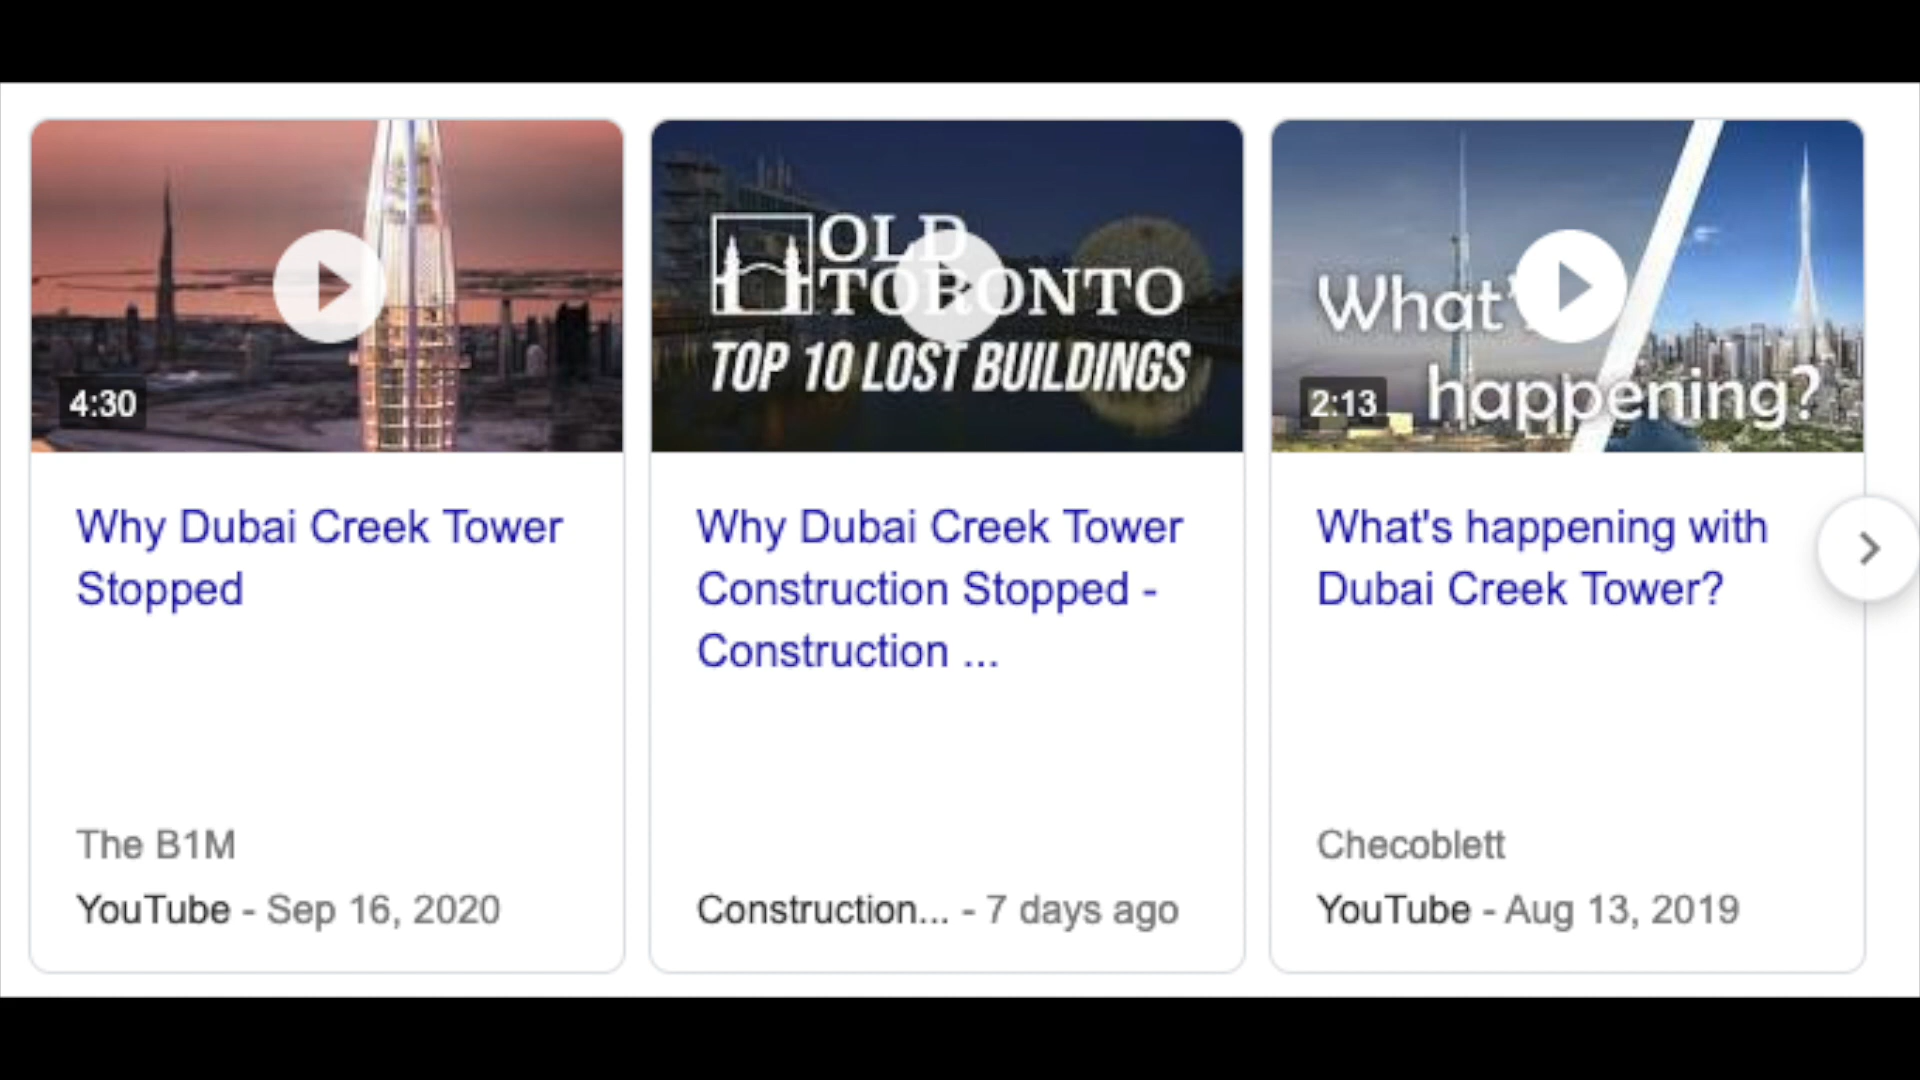 4:30
Why Dubai Creek Tower
Stopped
The B1M
YouTube - Sep 16, 2020
OLD
TORONTO
TOP 10 LOST BUILDINGS
Why Dubai Creek Tower
Construction Stopped -
Construction ...
Construction... - 7 days ago
What's
happening?
2:13
What's happening with
Dubai Creek Tower?
Checoblett
YouTube - Aug 13, 2019